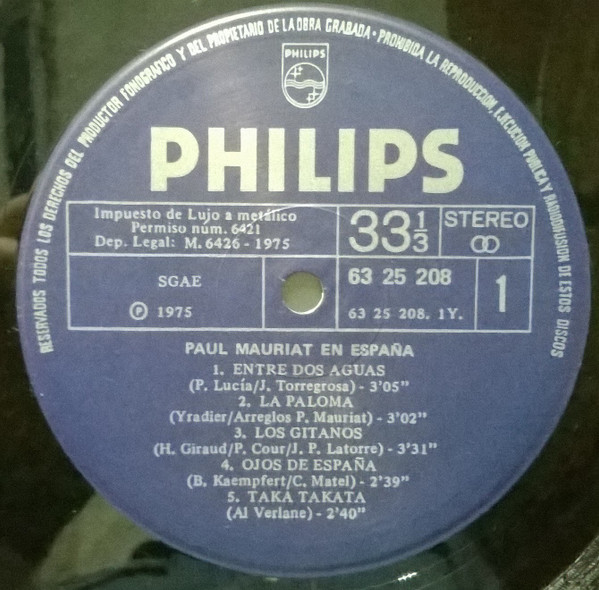 RESERVADOS TODOS LOS DERECHOS DEL PRODUCTOR FONOGRAFICO Y DEL PROPIETARIO DE LA OBRA GRABADA · PROHIBIDA LA REPRODUCCION, EJECUCION PUBLICA Y RADIODIFUSION DE ESTOS DISCOS
PHILIPS
PHILIPS
Impuesto de Lujo a metálico
Permiso núm. 6421
Dep. Legal: M. 6426 - 1975
33 1/3
STEREO
SGAE
Ⓟ 1975
63 25 208
63 25 208. 1Y.
1
PAUL MAURIAT EN ESPAÑA
1. ENTRE DOS AGUAS
(P. Lucía/J. Torregrosa) - 3'05"
2. LA PALOMA
(Yradier/Arreglos P. Mauriat) - 3'02"
3. LOS GITANOS
(H. Giraud/P. Cour/J. P. Latorre) - 3'31"
4. OJOS DE ESPAÑA
(B. Kaempfert/C. Matel) - 2'39"
5. TAKA TAKATA
(Al Verlane) - 2'40"